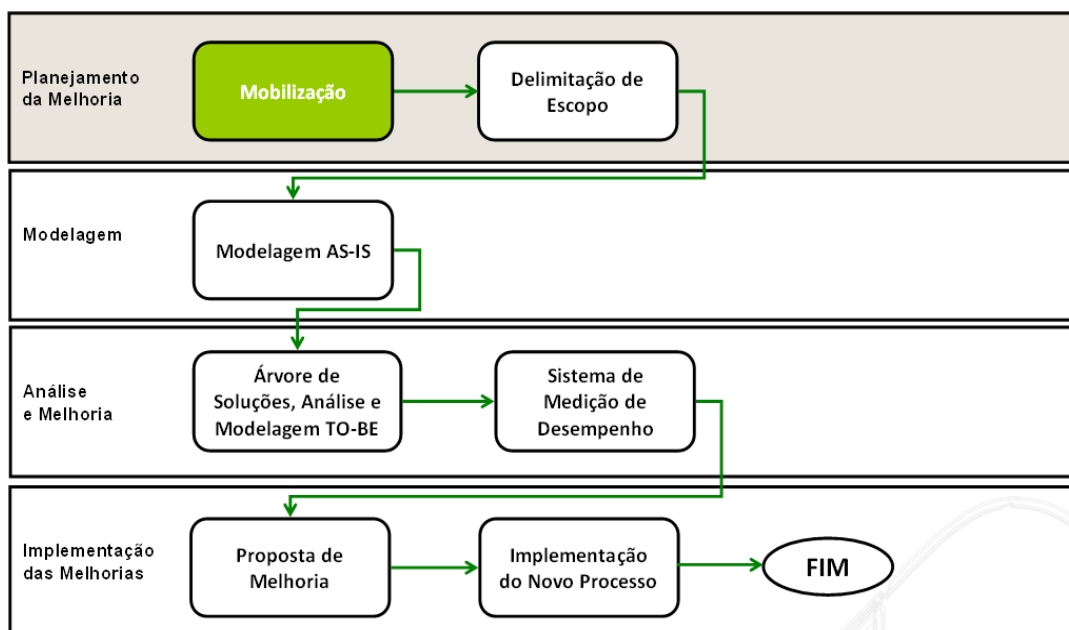 Planejamento
da Melhoria
Mobilização
Delimitação de
Escopo
Modelagem
Modelagem AS-IS
Análise
e Melhoria
Árvore de
Soluções, Análise e
Modelagem TO-BE
Sistema de
Medição de
Desempenho
Implementação
das Melhorias
Proposta de
Melhoria
Implementação
do Novo Processo
FIM